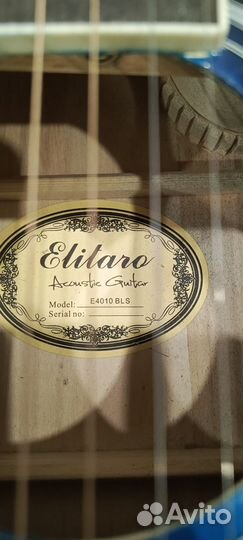 Elitaro
Acoustic Guitar
Model: E4010 BLS
Serial no:
Avito